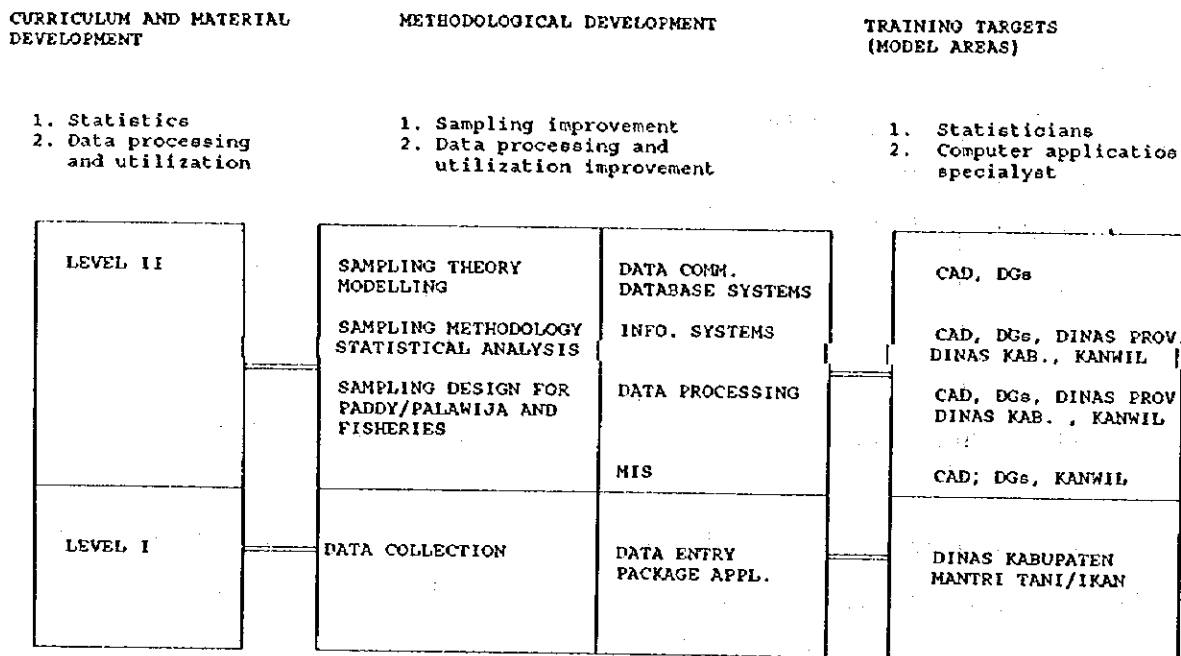 CURRICULUM AND MATERIAL
DEVELOPMENT
METHODOLOGICAL DEVELOPMENT
TRAINING TARGETS
(MODEL AREAS)
1. Statistics
2. Data processing
and utilization
1. Sampling improvement
2. Data processing and
utilization improvement
1. Statisticians
2. Computer applicatios
specialyst
LEVEL II
SAMPLING THEORY
MODELLING
SAMPLING METHODOLOGY
STATISTICAL ANALYSIS
SAMPLING DESIGN FOR
PADDY/PALAWIJA AND
FISHERIES
DATA COMM.
DATABASE SYSTEMS
INFO. SYSTEMS
DATA PROCESSING
MIS
CAD, DGs
CAD, DGs, DINAS PROV.
DINAS KAB., KANWIL
CAD, DGs, DINAS PROV
DINAS KAB. , KANWIL
CAD; DGs, KANWIL
LEVEL I
DATA COLLECTION
DATA ENTRY
PACKAGE APPL.
DINAS KABUPATEN
MANTRI TANI/IKAN